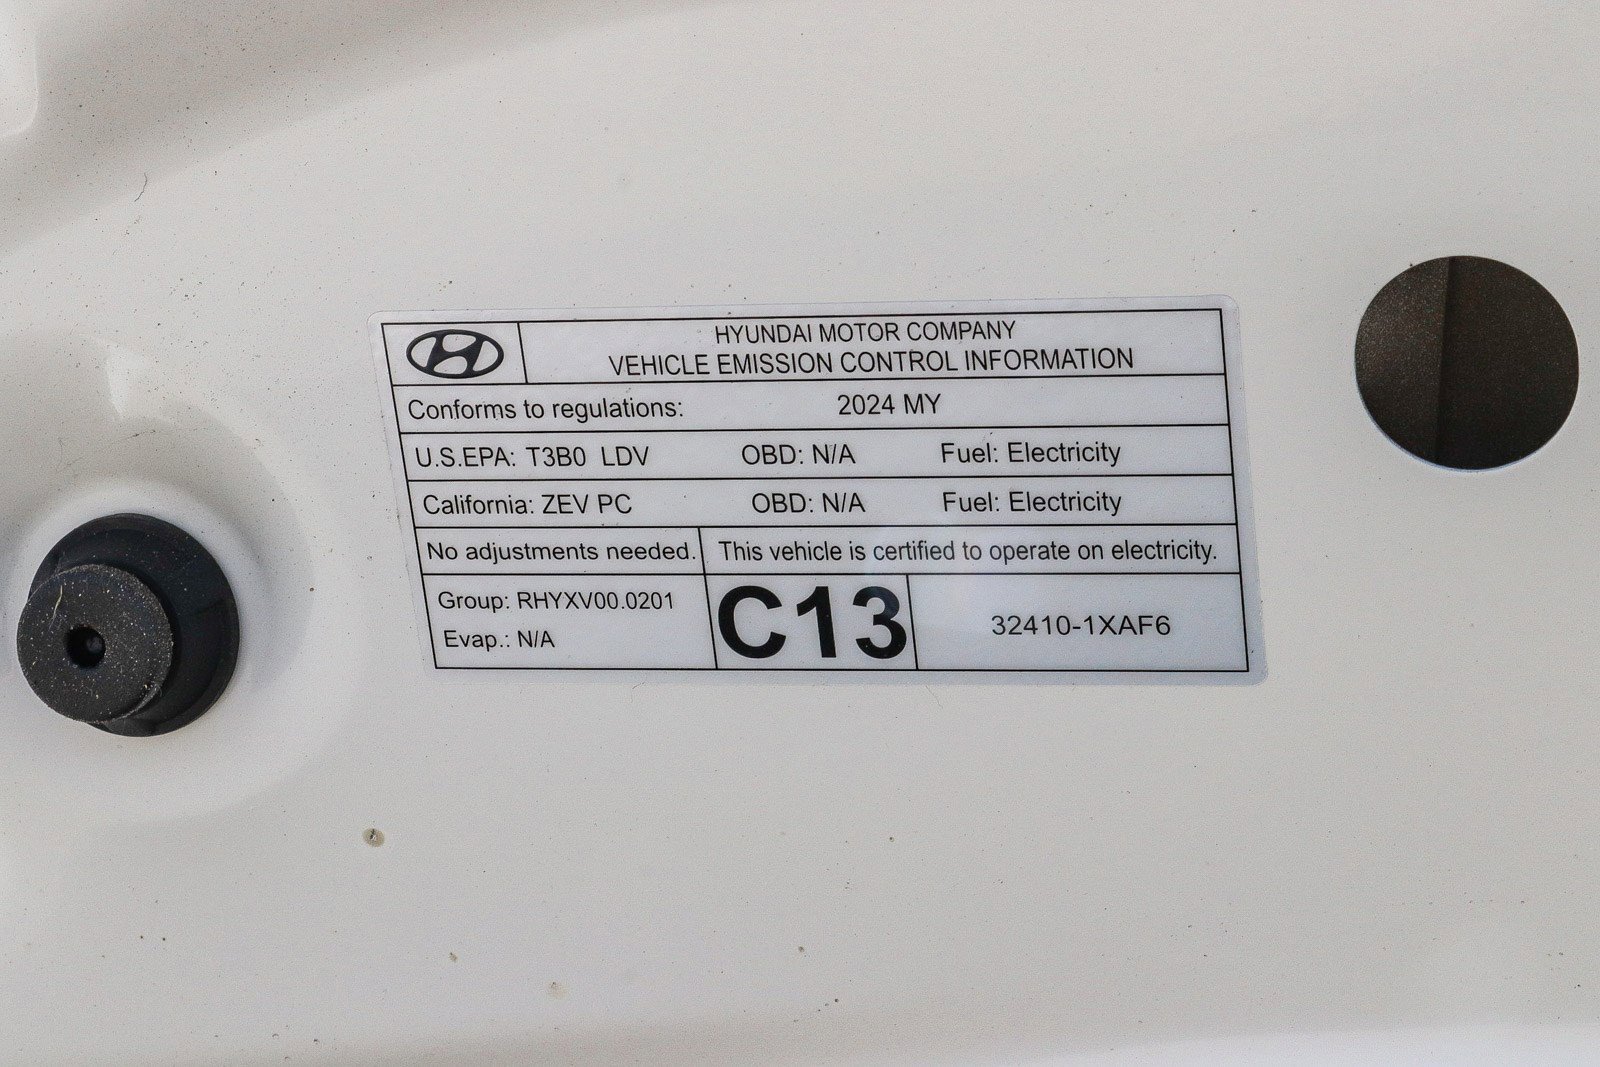 HYUNDAI MOTOR COMPANY
VEHICLE EMISSION CONTROL INFORMATION
Conforms to regulations: 2024 MY
U.S.EPA: T3B0 LDV OBD: N/A Fuel: Electricity
California: ZEV PC OBD: N/A Fuel: Electricity
No adjustments needed. This vehicle is certified to operate on electricity.
Group: RHYXV00.0201
Evap.: N/A
C13
32410-1XAF6